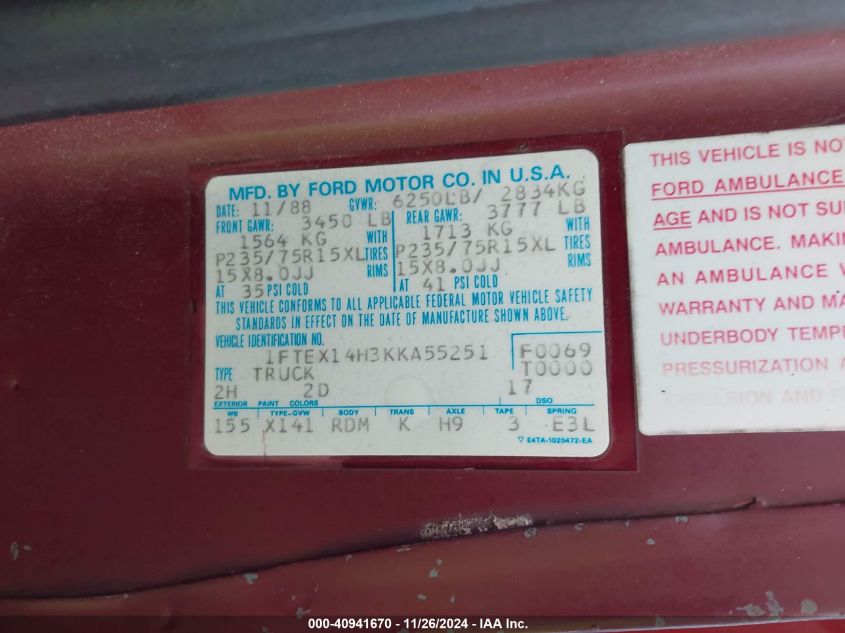 MFD. BY FORD MOTOR CO. IN U.S.A.
DATE: 11/88 GVWR: 6250LB/ 2834KG
FRONT GAWR: 3450 LB REAR GAWR: 3777 LB
1564 KG WITH 1713 KG WITH
P235/75R15XL TIRES P235/75R15XL TIRES
15X8.0JJ RIMS 15X8.0JJ RIMS
AT 35 PSI COLD AT 41 PSI COLD
THIS VEHICLE CONFORMS TO ALL APPLICABLE FEDERAL MOTOR VEHICLE SAFETY
STANDARDS IN EFFECT ON THE DATE OF MANUFACTURE SHOWN ABOVE.
VEHICLE IDENTIFICATION NO.
1FTEX14H3KKA55251 F0069
TYPE TRUCK T0000
2H 2D 17
EXTERIOR PAINT COLORS DSO
WB TYPE-GVW BODY TRANS AXLE TAPE SPRING
155 X141 RDM K H9 3 E3L
▽ E4TA-1020472-EA
THIS VEHICLE IS NOT
FORD AMBULANCE
AGE AND IS NOT SU
AMBULANCE. MAKIN
AN AMBULANCE
WARRANTY AND MA
UNDERBODY TEMP
PRESSURIZATION
AND
000-40941670 - 11/26/2024 - IAA Inc.